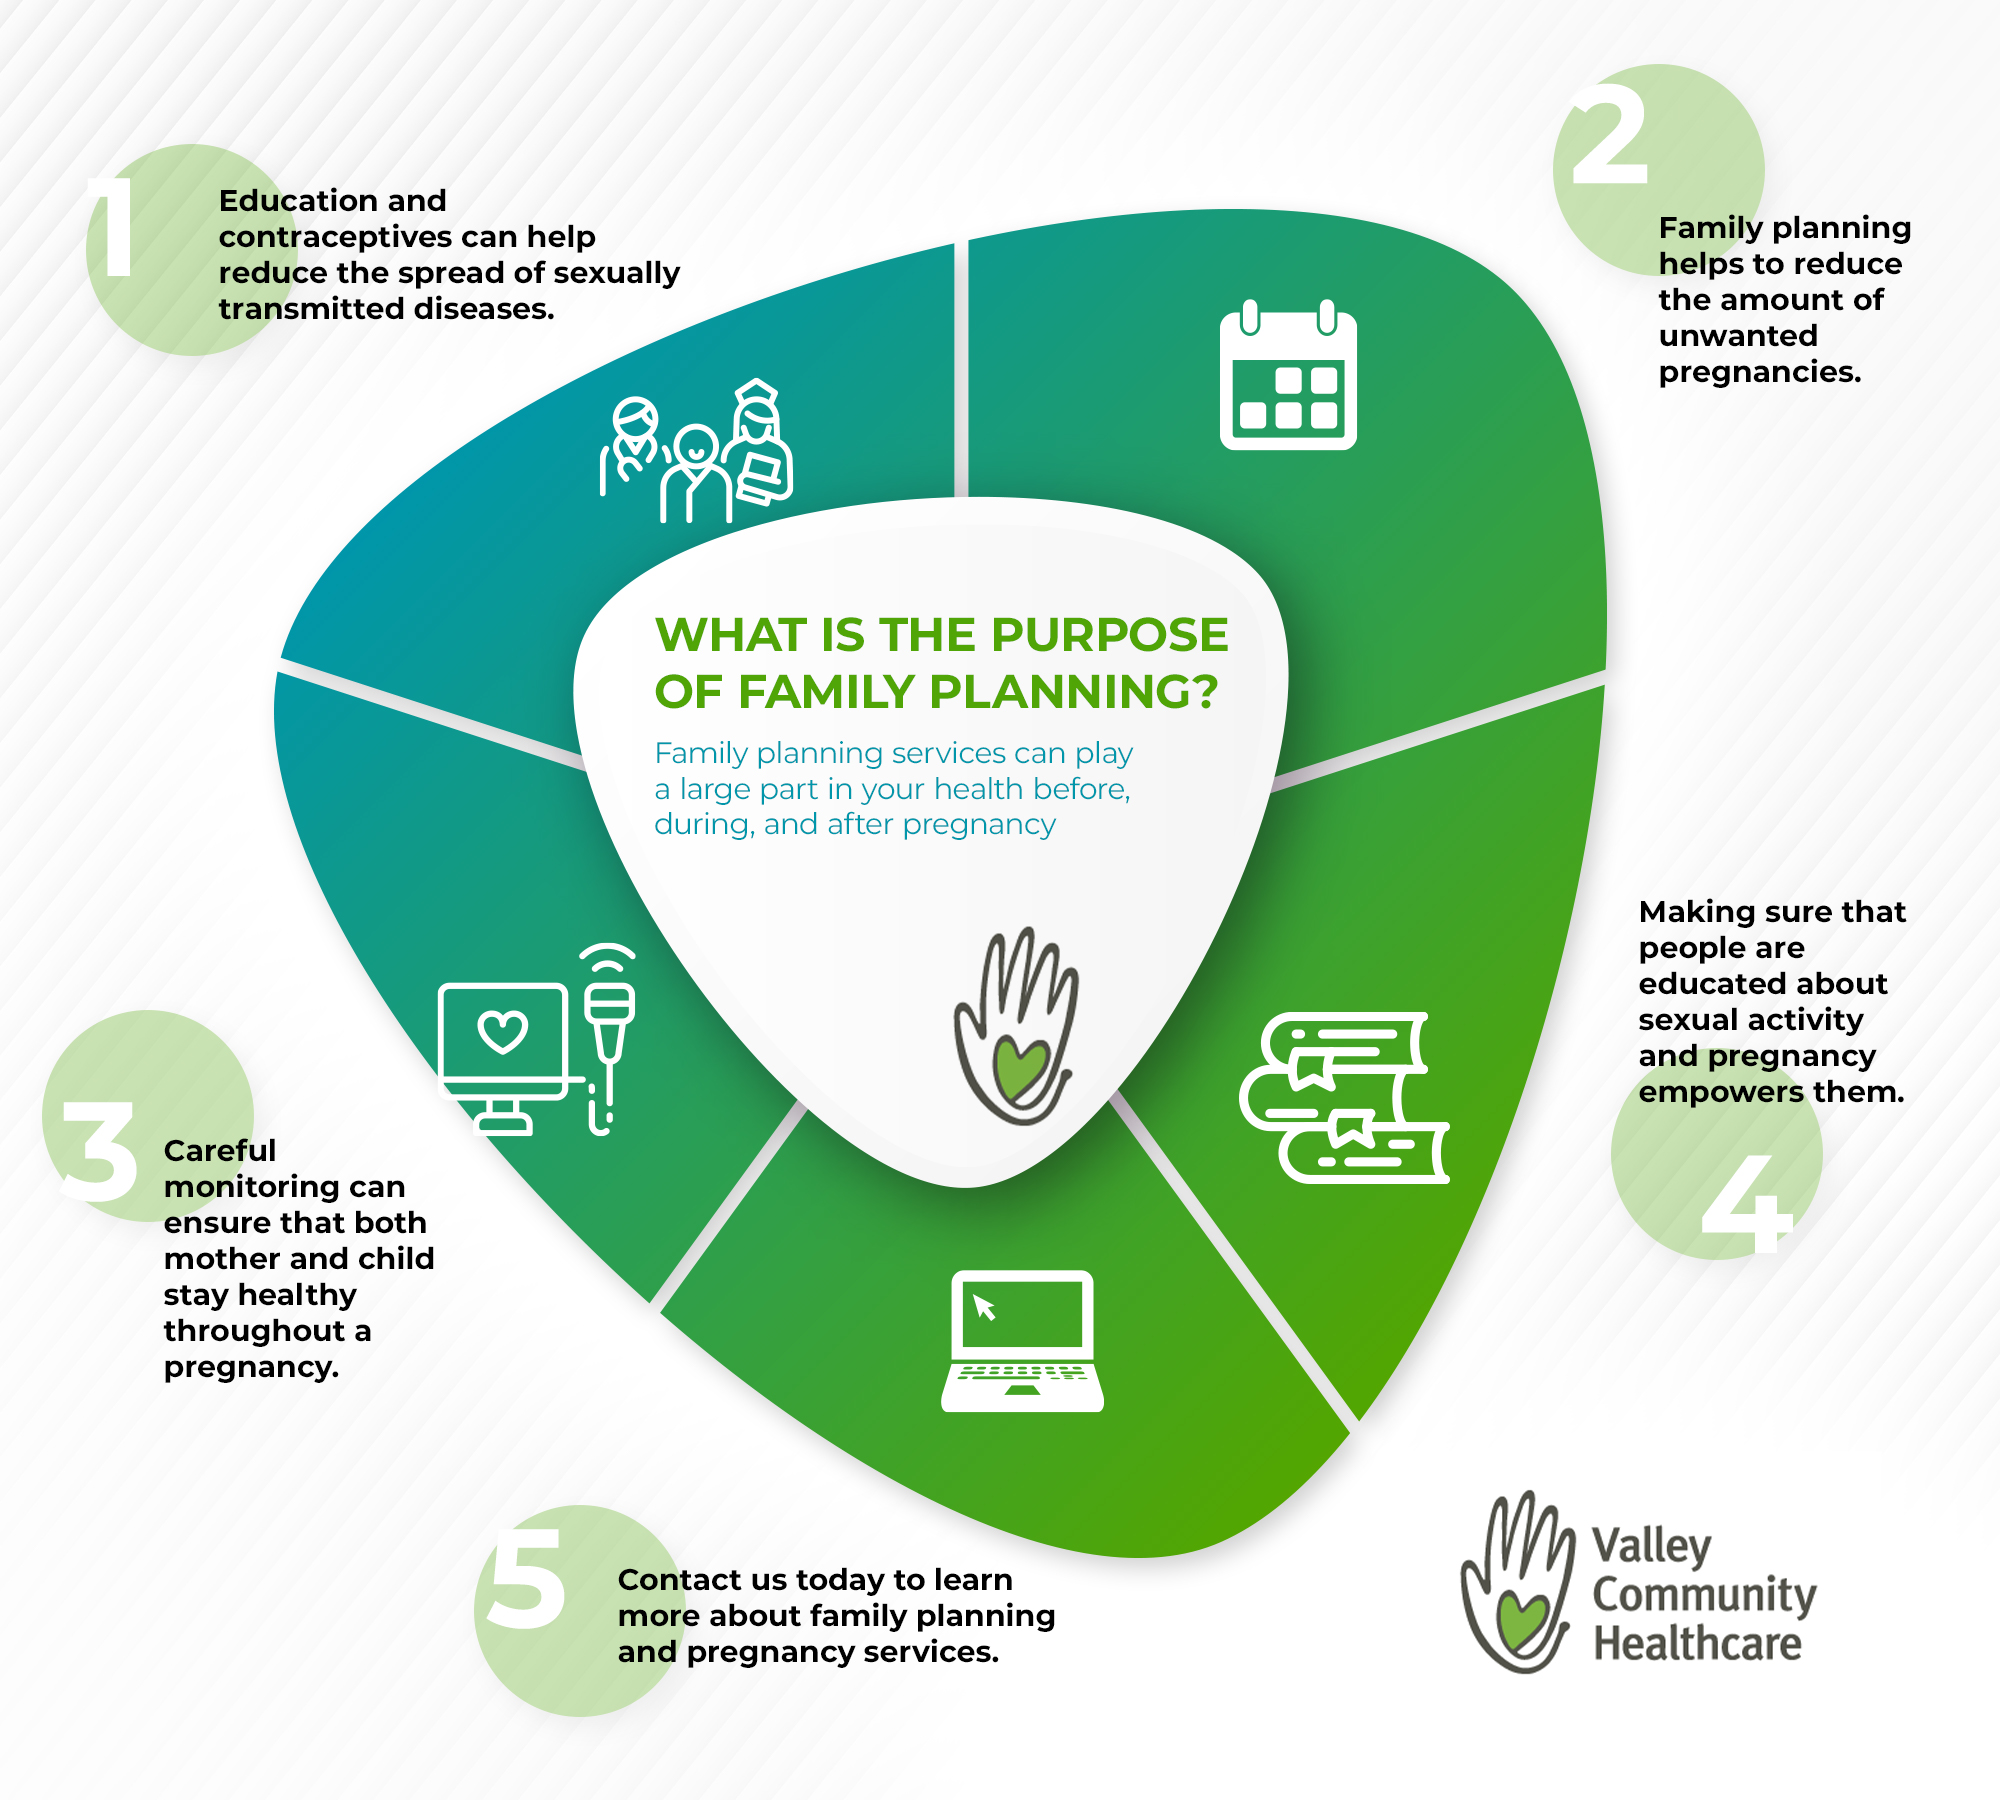 1
Education and
contraceptives can help
reduce the spread of sexually
transmitted diseases.
2
Family planning
helps to reduce
the amount of
unwanted
pregnancies.
WHAT IS THE PURPOSE
OF FAMILY PLANNING?
Family planning services can play
a large part in your health before,
during, and after pregnancy
3
Careful
monitoring can
ensure that both
mother and child
stay healthy
throughout a
pregnancy.
Making sure that
people are
educated about
sexual activity
and pregnancy
empowers them.
4
5
Contact us today to learn
more about family planning
and pregnancy services.
Valley
Community
Healthcare